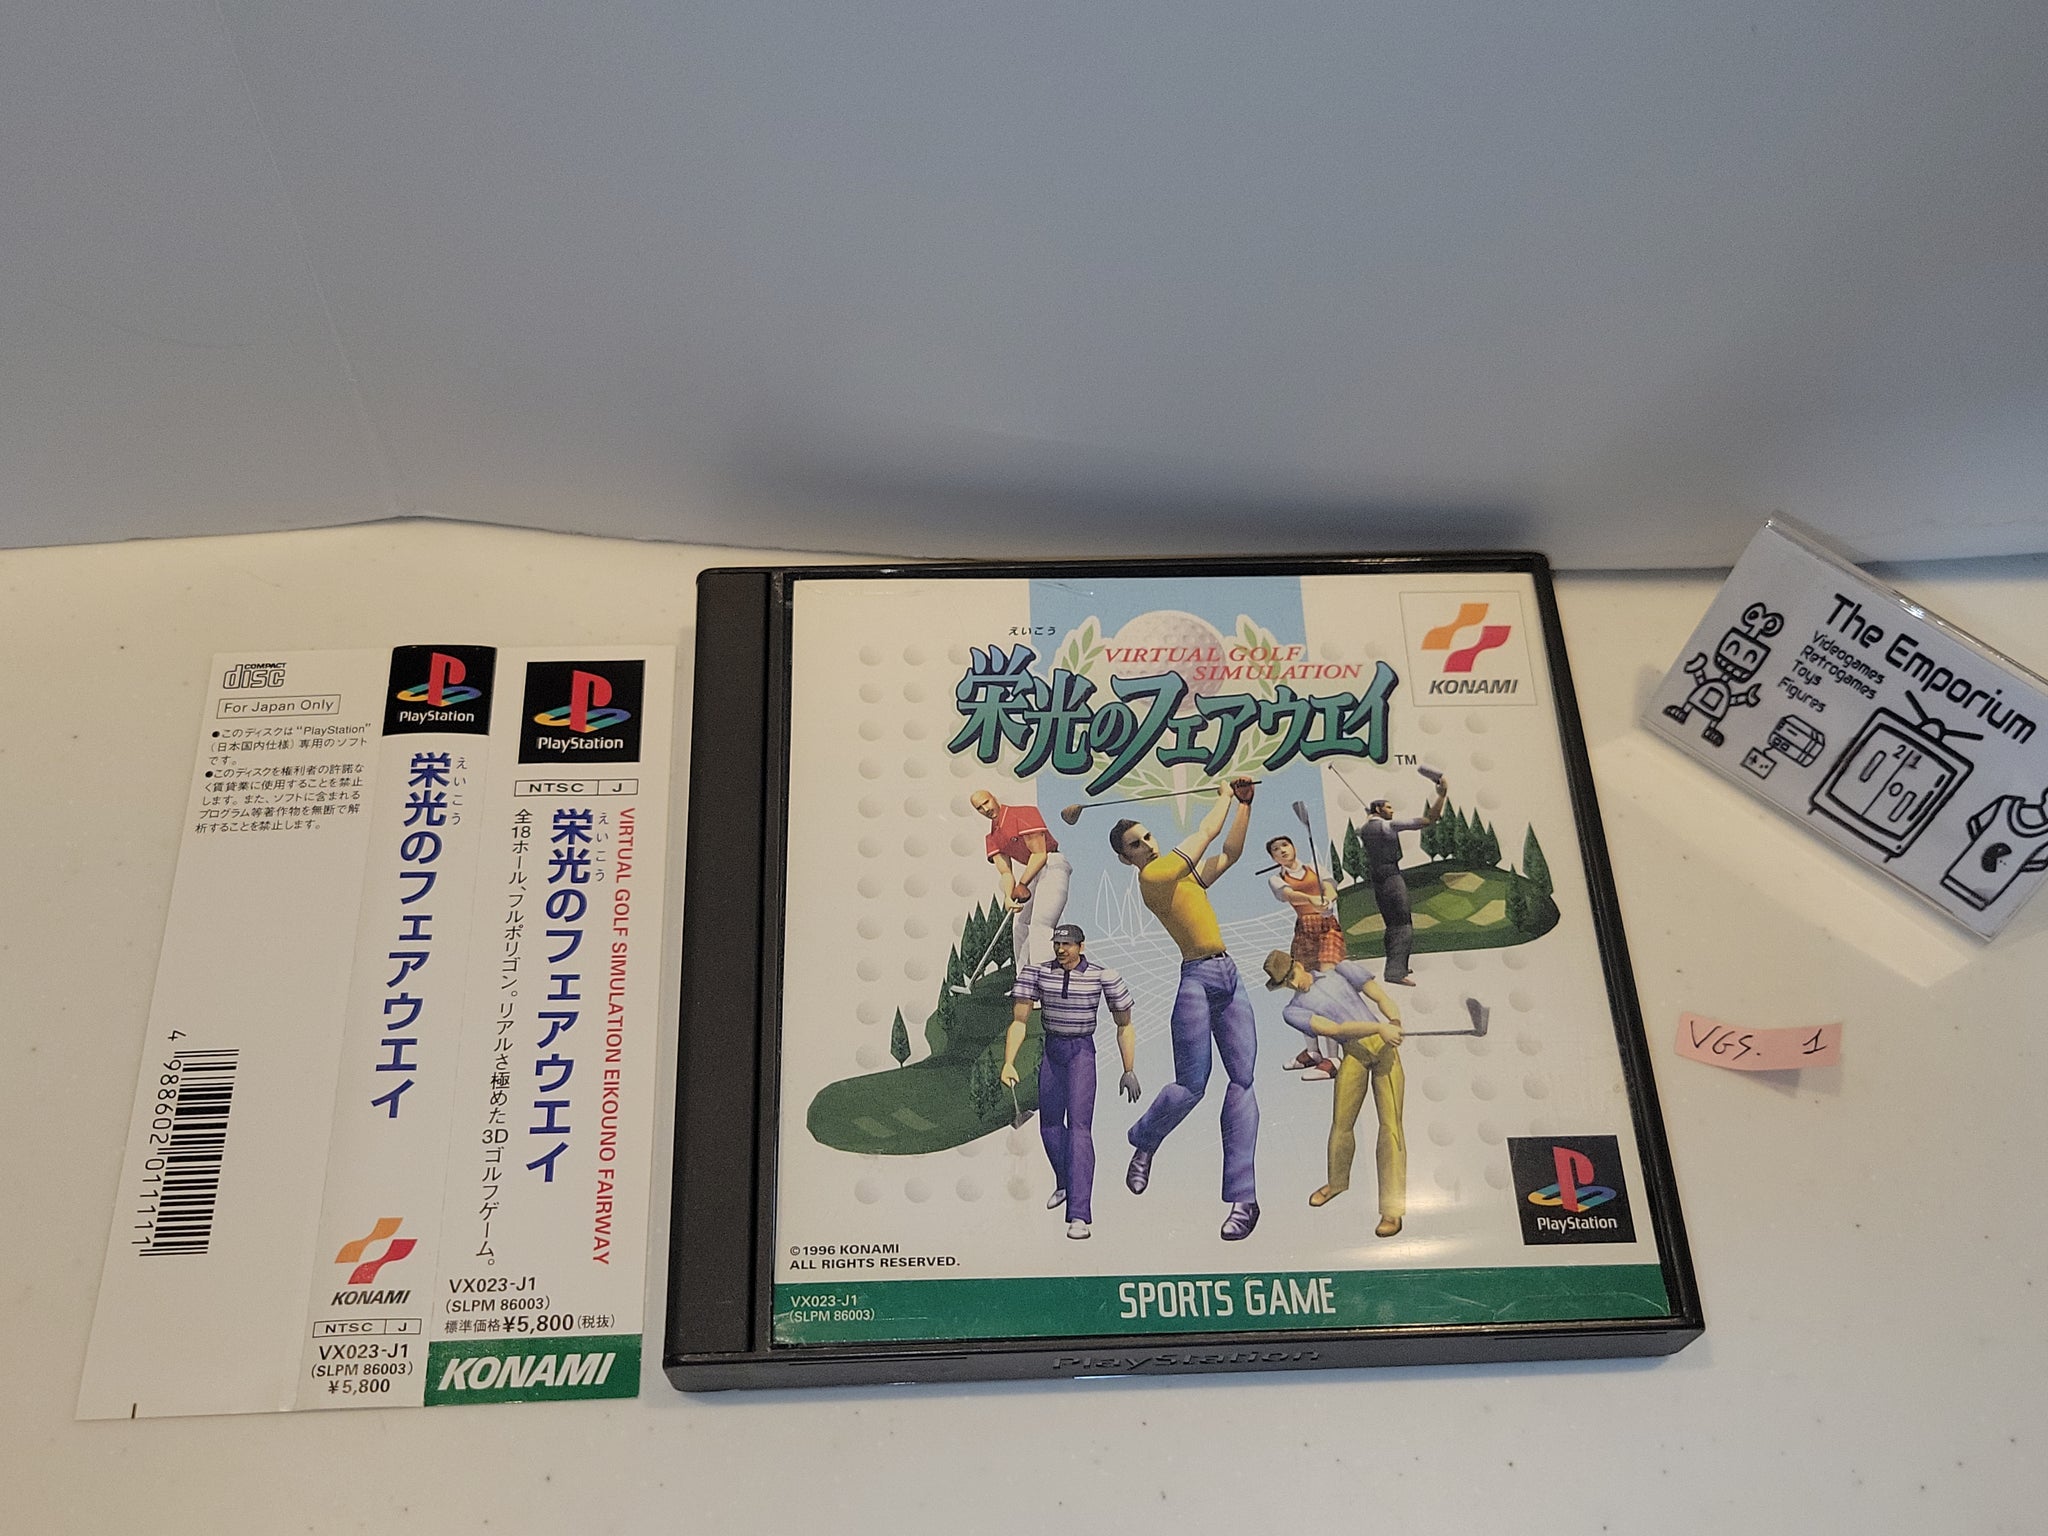 COMPACT
disc
For Japan Only
●このディスクは“PlayStation”
(日本国内仕様)専用のソフト
です。
●このディスクを権利者の許諾な
く賃貸業に使用することを禁止
します。また、ソフトに含まれる
プログラム等著作物を無断で解
析することを禁止します。
4 988602 011111
PlayStation
えいこう
栄光のフェアウエイ
KONAMI
NTSC J
VX023-J1
(SLPM 86003)
¥5,800
PlayStation
NTSC J
VIRTUAL GOLF SIMULATION EIKOUNO FAIRWAY
えいこう
栄光のフェアウエイ
全18ホール、フルポリゴン。リアルさ極めた3Dゴルフゲーム。
VX023-J1
(SLPM 86003)
標準価格¥5,800(税抜)
KONAMI
えいこう
VIRTUAL GOLF
SIMULATION
栄光のフェアウエイ™
KONAMI
PS
PlayStation
©1996 KONAMI
ALL RIGHTS RESERVED.
VX023-J1
(SLPM 86003)
SPORTS GAME
PlayStation
The Emporium
Videogames
Retrogames
Toys
Figures
2 1
VGS. 1